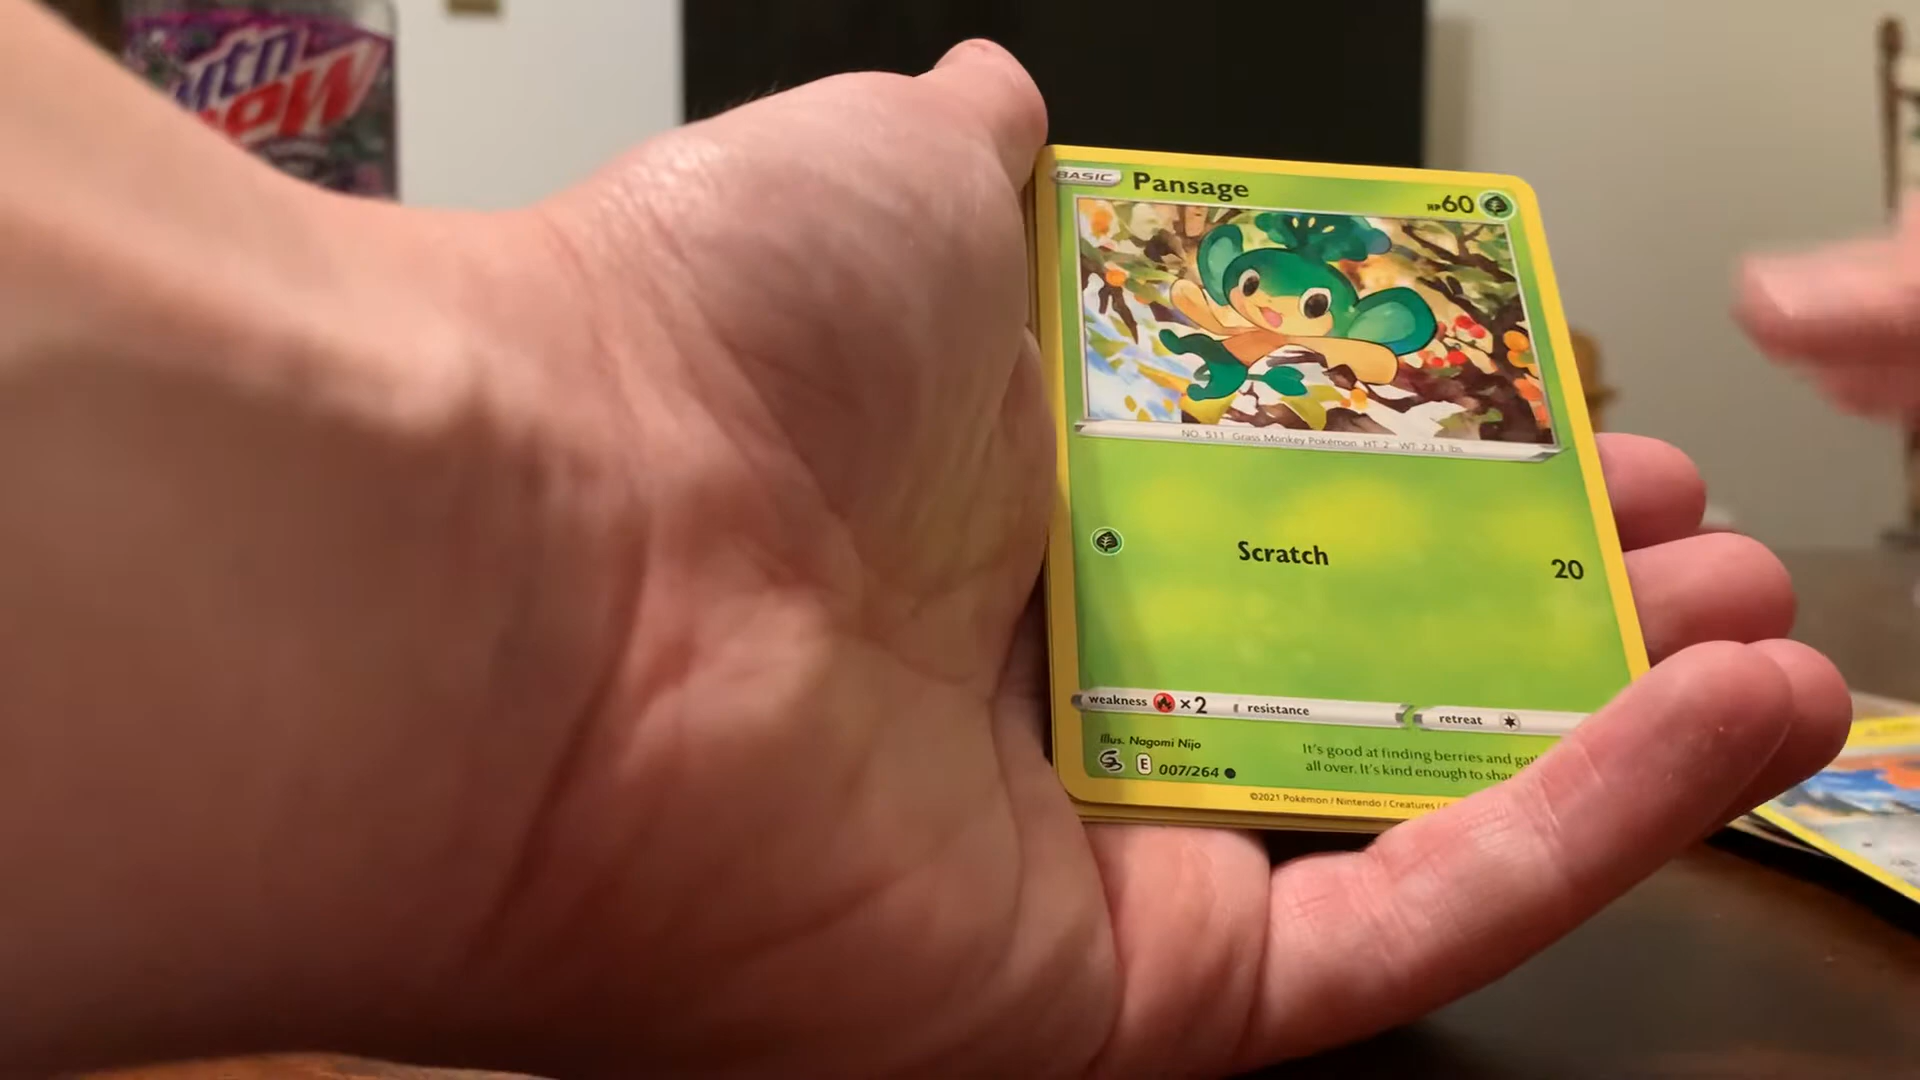 mtn
DEW
BASIC Pansage HP60
NO. 511 Grass Monkey Pokémon HT: 2' WT: 23.1 lbs.
Scratch 20
weakness ×2 resistance retreat
Illus. Nagomi Nijo
E 007/264
It's good at finding berries and
all over. It's kind enough to
©2021 Pokémon / Nintendo / Creatures /